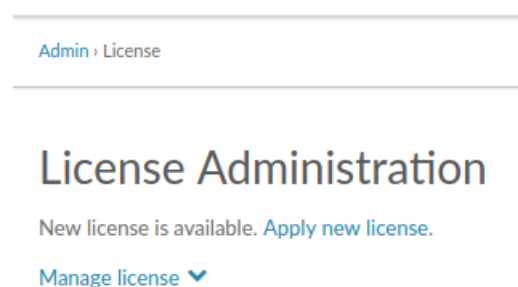 Admin › License
License Administration
New license is available. Apply new license.
Manage license